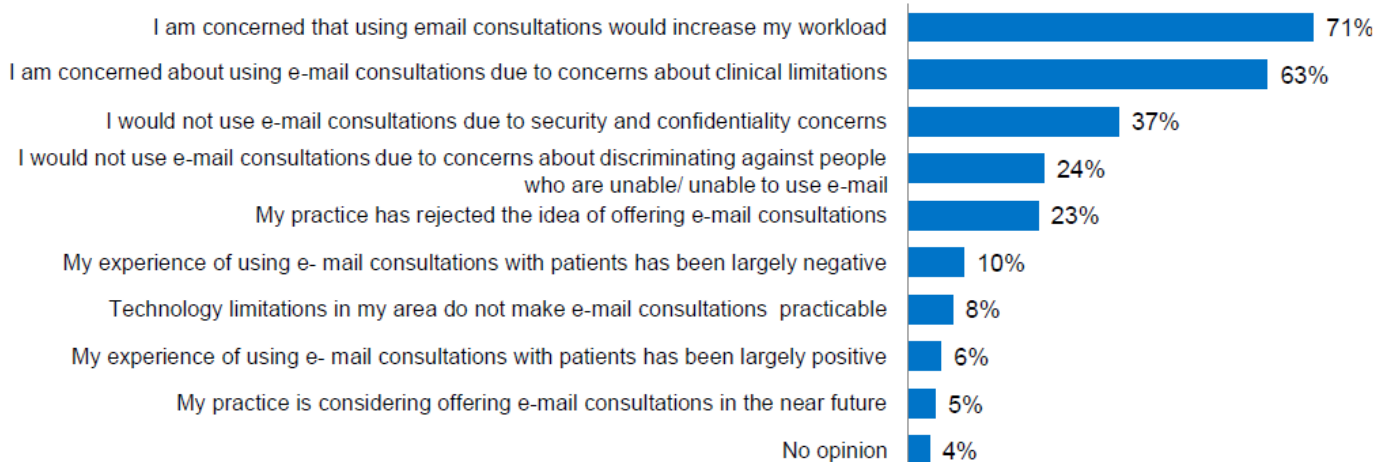 I am concerned that using email consultations would increase my workload 71%
I am concerned about using e-mail consultations due to concerns about clinical limitations 63%
I would not use e-mail consultations due to security and confidentiality concerns 37%
I would not use e-mail consultations due to concerns about discriminating against people
who are unable/ unable to use e-mail 24%
My practice has rejected the idea of offering e-mail consultations 23%
My experience of using e- mail consultations with patients has been largely negative 10%
Technology limitations in my area do not make e-mail consultations practicable 8%
My experience of using e- mail consultations with patients has been largely positive 6%
My practice is considering offering e-mail consultations in the near future 5%
No opinion 4%